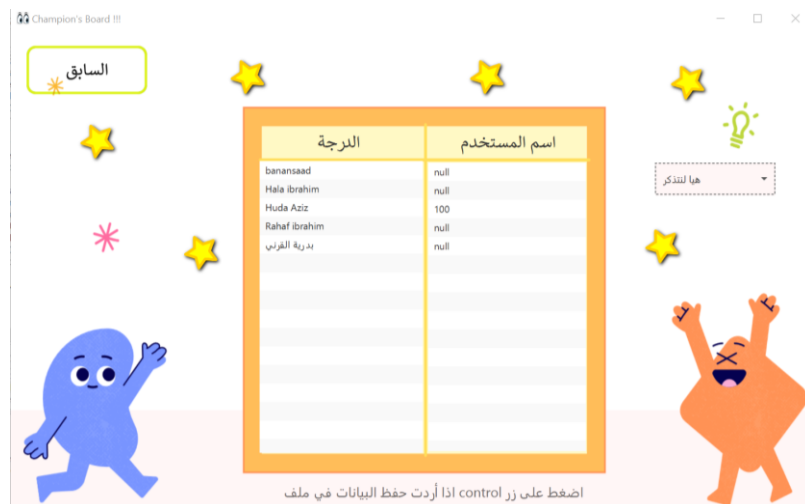 Champion's Board !!!
السابق
الدرجة
اسم المستخدم
banansaad
null
Hala ibrahim
null
Huda Aziz
100
Rahaf ibrahim
null
بدرية القرني
null
هيا لنتذكر
اضغط على زر control اذا أردت حفظ البيانات في ملف